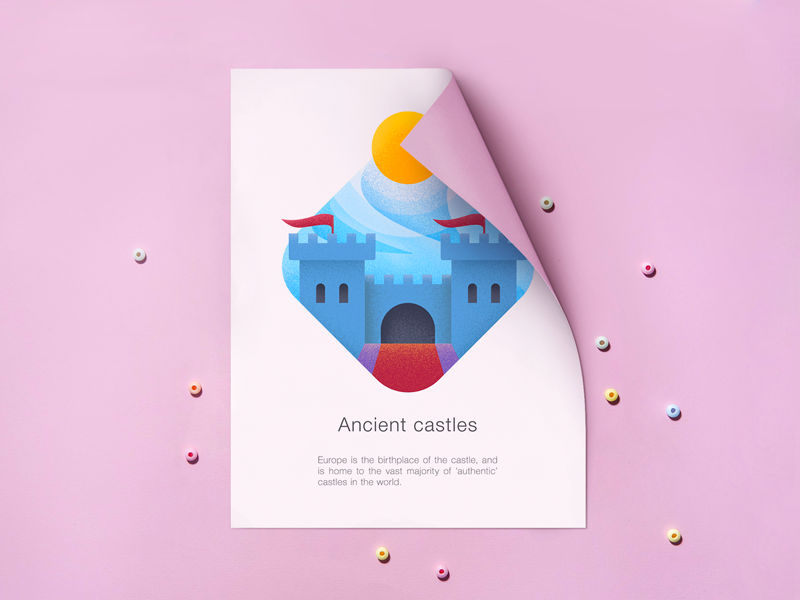 Ancient castles
Europe is the birthplace of the castle, and
is home to the vast majority of 'authentic'
castles in the world.